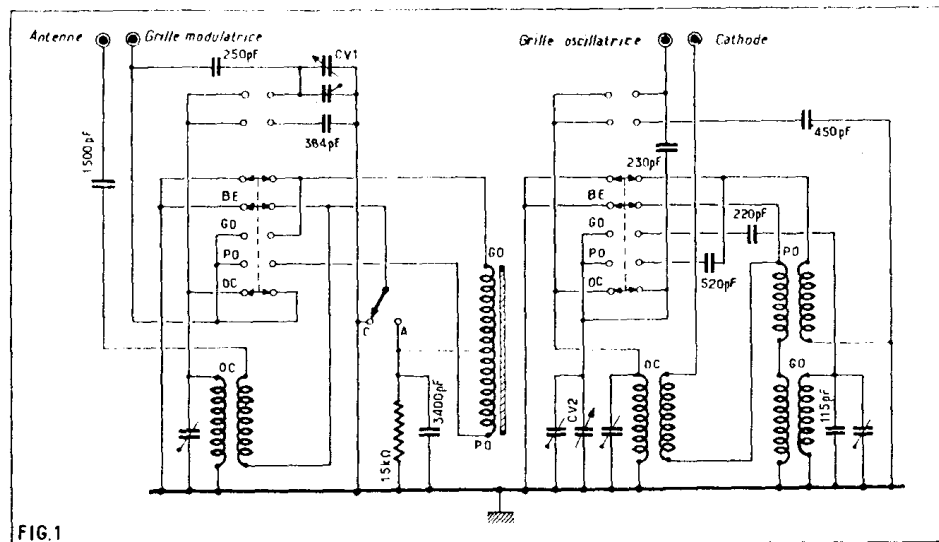 Antenne
Grille modulatrice
Grille oscillatrice
Cathode
250pF
CV1
384pF
450pF
1500pF
230pF
BE
GO
PO
OC
220pF
520pF
PO
GO
GO
C
A
OC
3400pF
15kΩ
PO
BE
GO
PO
OC
CV2
OC
115pF
FIG.1